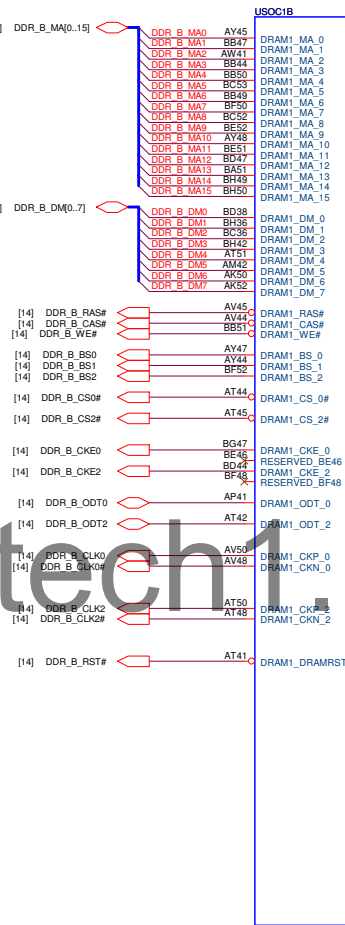 USOC1B
] DDR_B_MA[0..15]
DDR_B_MA0 AY45 DRAM1_MA_0
DDR_B_MA1 BB47 DRAM1_MA_1
DDR_B_MA2 AW41 DRAM1_MA_2
DDR_B_MA3 BB44 DRAM1_MA_3
DDR_B_MA4 BB50 DRAM1_MA_4
DDR_B_MA5 BC53 DRAM1_MA_5
DDR_B_MA6 BB49 DRAM1_MA_6
DDR_B_MA7 BF50 DRAM1_MA_7
DDR_B_MA8 BC52 DRAM1_MA_8
DDR_B_MA9 BE52 DRAM1_MA_9
DDR_B_MA10 AY48 DRAM1_MA_10
DDR_B_MA11 BE51 DRAM1_MA_11
DDR_B_MA12 BD47 DRAM1_MA_12
DDR_B_MA13 BA51 DRAM1_MA_13
DDR_B_MA14 BH49 DRAM1_MA_14
DDR_B_MA15 BH50 DRAM1_MA_15
] DDR_B_DM[0..7]
DDR_B_DM0 BD38 DRAM1_DM_0
DDR_B_DM1 BH36 DRAM1_DM_1
DDR_B_DM2 BC36 DRAM1_DM_2
DDR_B_DM3 BH42 DRAM1_DM_3
DDR_B_DM4 AT51 DRAM1_DM_4
DDR_B_DM5 AM42 DRAM1_DM_5
DDR_B_DM6 AK50 DRAM1_DM_6
DDR_B_DM7 AK52 DRAM1_DM_7
[14] DDR_B_RAS# AV45 DRAM1_RAS#
[14] DDR_B_CAS# AV44 DRAM1_CAS#
[14] DDR_B_WE# BB51 DRAM1_WE#
[14] DDR_B_BS0 AY47 DRAM1_BS_0
[14] DDR_B_BS1 AY44 DRAM1_BS_1
[14] DDR_B_BS2 BF52 DRAM1_BS_2
[14] DDR_B_CS0# AT44 DRAM1_CS_0#
[14] DDR_B_CS2# AT45 DRAM1_CS_2#
[14] DDR_B_CKE0 BG47 DRAM1_CKE_0
BE46 RESERVED_BE46
[14] DDR_B_CKE2 BD44 DRAM1_CKE_2
BF48 RESERVED_BF48
[14] DDR_B_ODT0 AP41 DRAM1_ODT_0
[14] DDR_B_ODT2 AT42 DRAM1_ODT_2
tech1.
[14] DDR_B_CLK0 AV50 DRAM1_CKP_0
[14] DDR_B_CLK0# AV48 DRAM1_CKN_0
[14] DDR_B_CLK2 AT50 DRAM1_CKP_2
[14] DDR_B_CLK2# AT48 DRAM1_CKN_2
[14] DDR_B_RST# AT41 DRAM1_DRAMRST